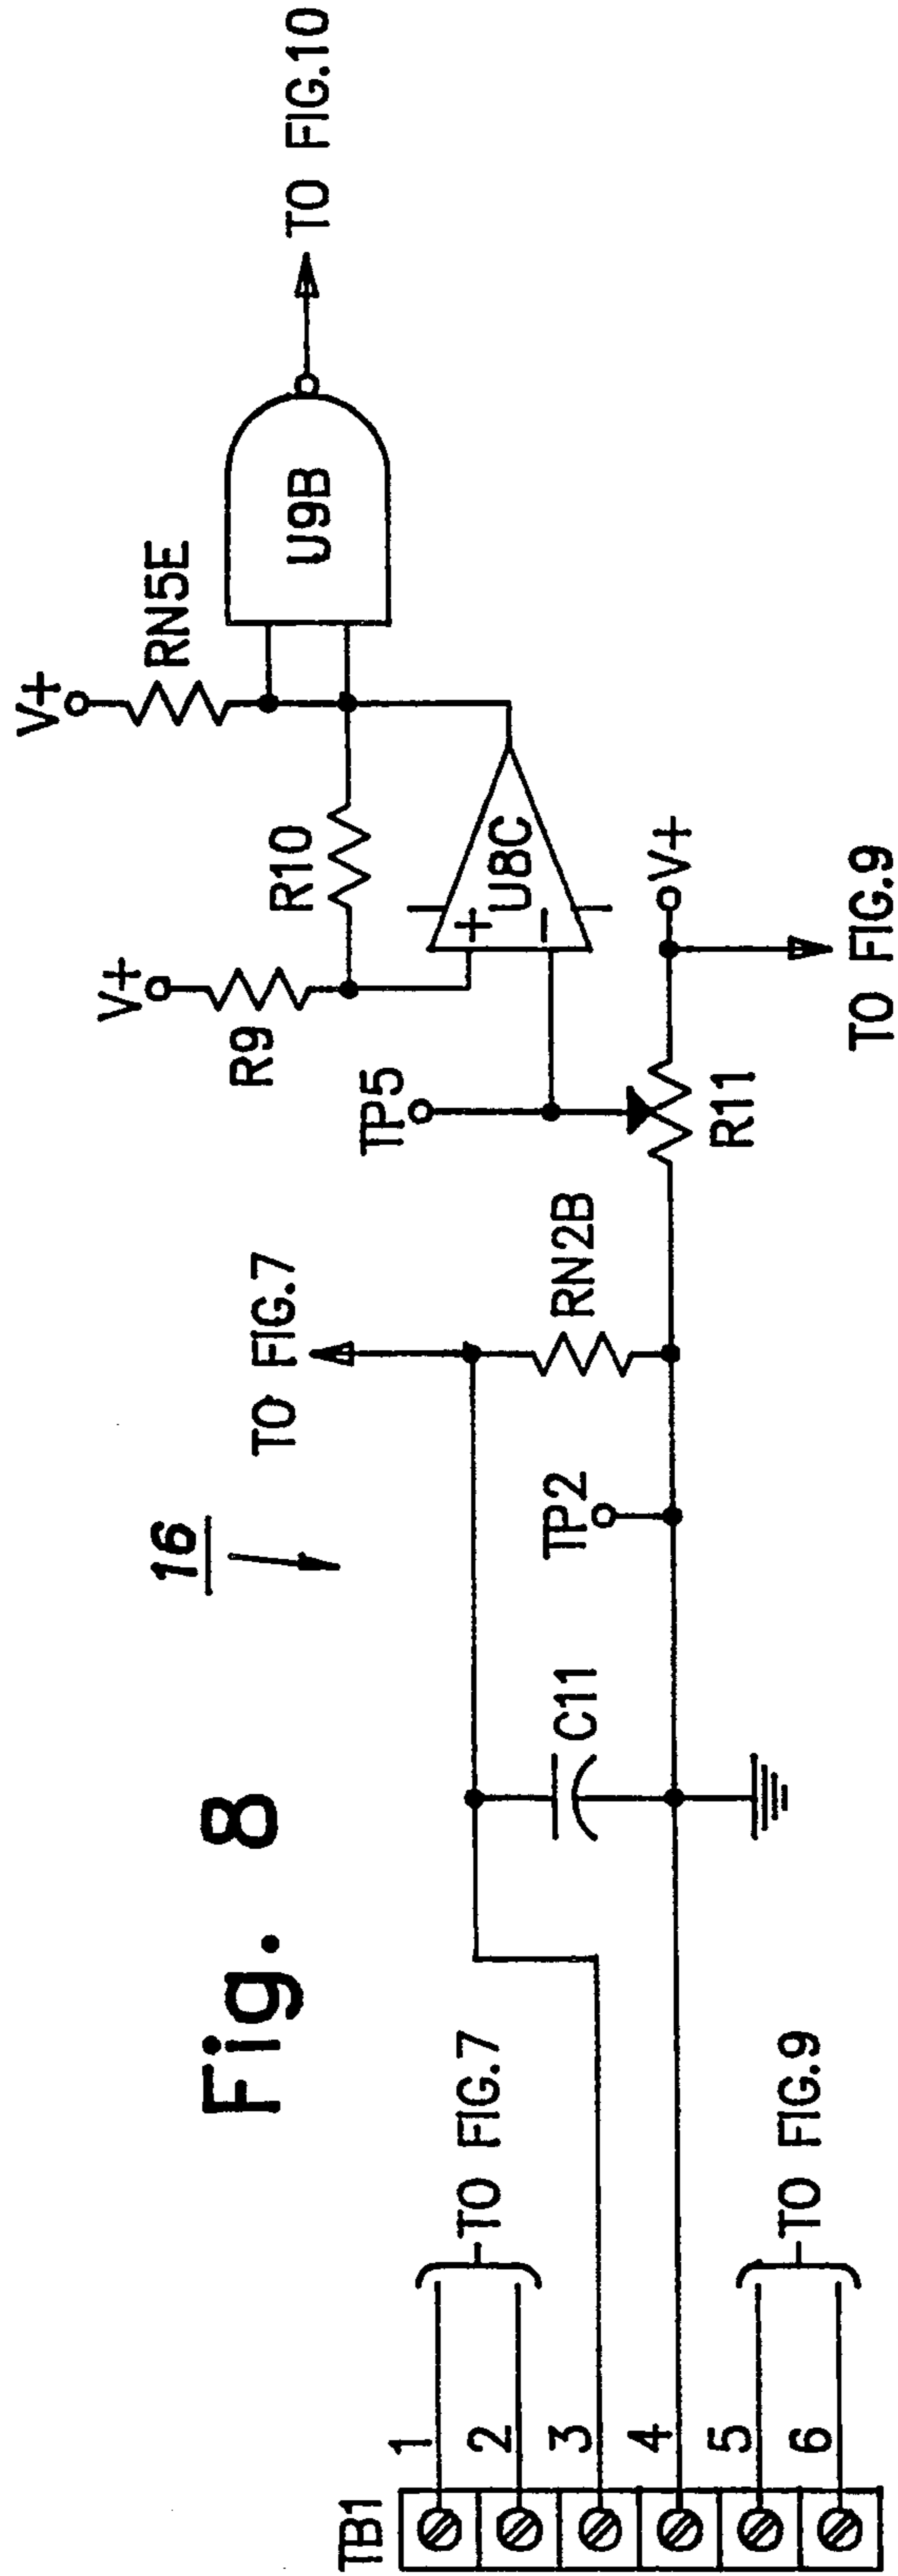 Fig. 8
16
TB1
1
2
3
4
5
6
TO FIG.7
TO FIG.9
C11
TP2
TO FIG.7
RN2B
TP5
R11
R9
V+
R10
+
−
U8C
V+
TO FIG.9
V+
RN5E
U9B
TO FIG.10